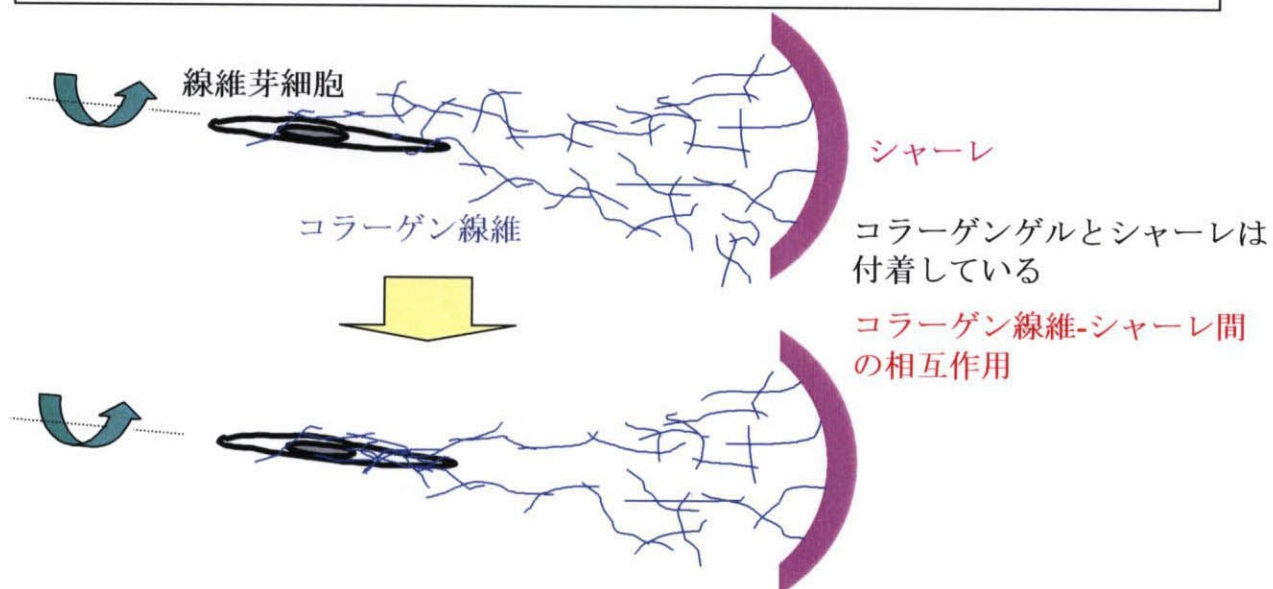 線維芽細胞
シャーレ
コラーゲン線維
コラーゲンゲルとシャーレは
付着している
コラーゲン線維-シャーレ間
の相互作用